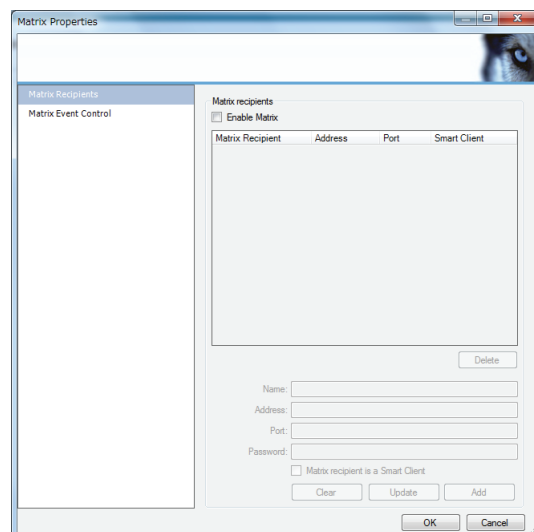 Matrix Properties
Matrix Recipients
Matrix Event Control
Matrix recipients
Enable Matrix
Matrix Recipient Address Port Smart Client
Delete
Name:
Address:
Port:
Password:
Matrix recipient is a Smart Client
Clear Update Add
OK Cancel